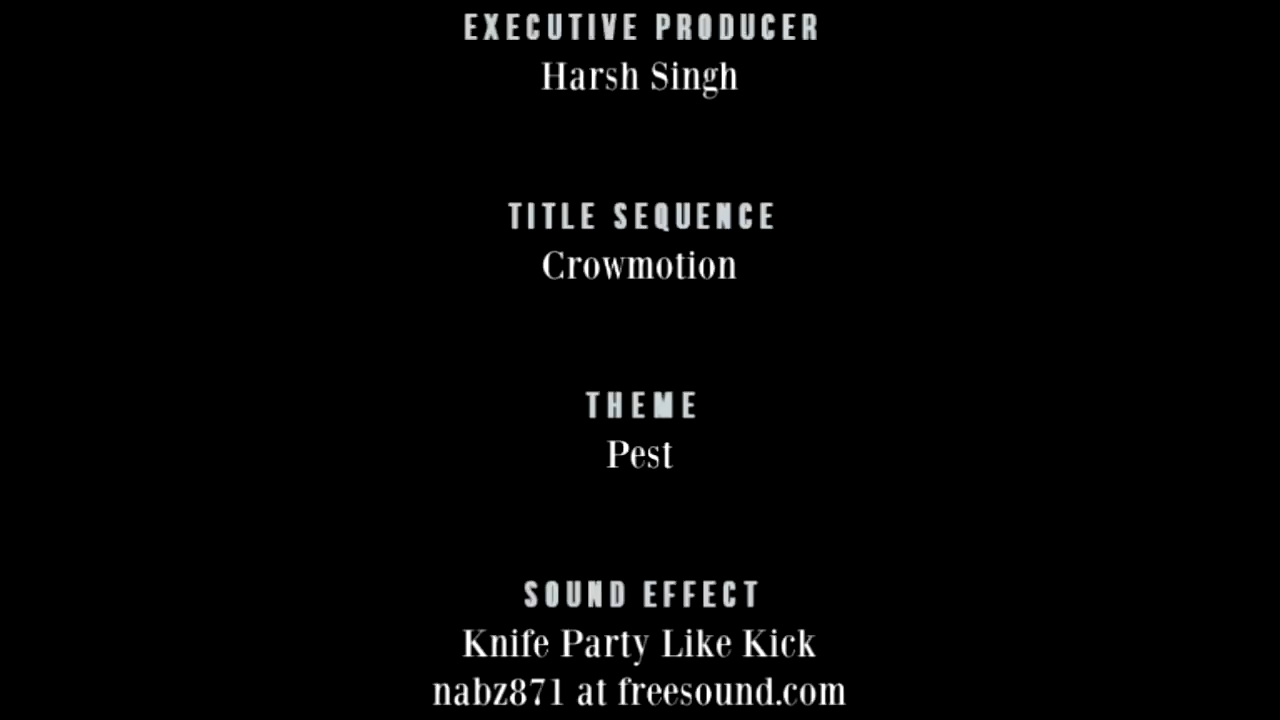 EXECUTIVE PRODUCER
Harsh Singh
TITLE SEQUENCE
Crowmotion
THEME
Pest
SOUND EFFECT
Knife Party Like Kick
nabz871 at freesound.com